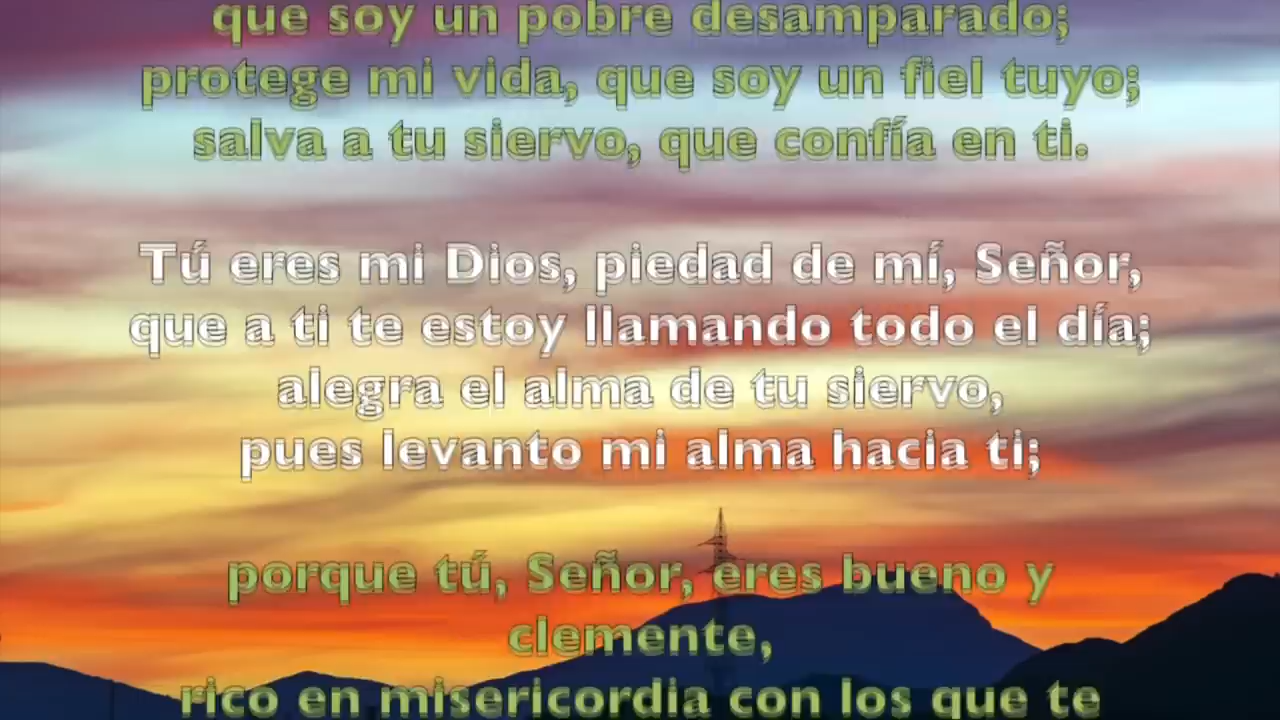 que soy un pobre desamparado;
protege mi vida, que soy un fiel tuyo;
salva a tu siervo, que confía en ti.
Tú eres mi Dios, piedad de mí, Señor,
que a ti te estoy llamando todo el día;
alegra el alma de tu siervo,
pues levanto mi alma hacia ti;
porque tú, Señor, eres bueno y
clemente,
rico en misericordia con los que te